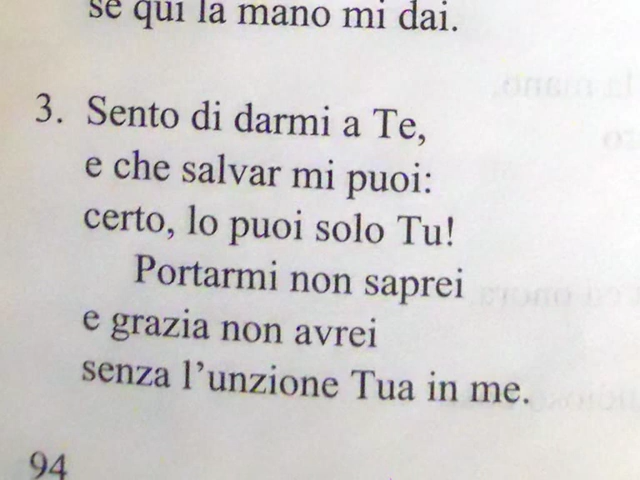 se qui la mano mi dai.
3. Sento di darmi a Te,
e che salvar mi puoi:
certo, lo puoi solo Tu!
Portarmi non saprei
e grazia non avrei
senza l'unzione Tua in me.
94